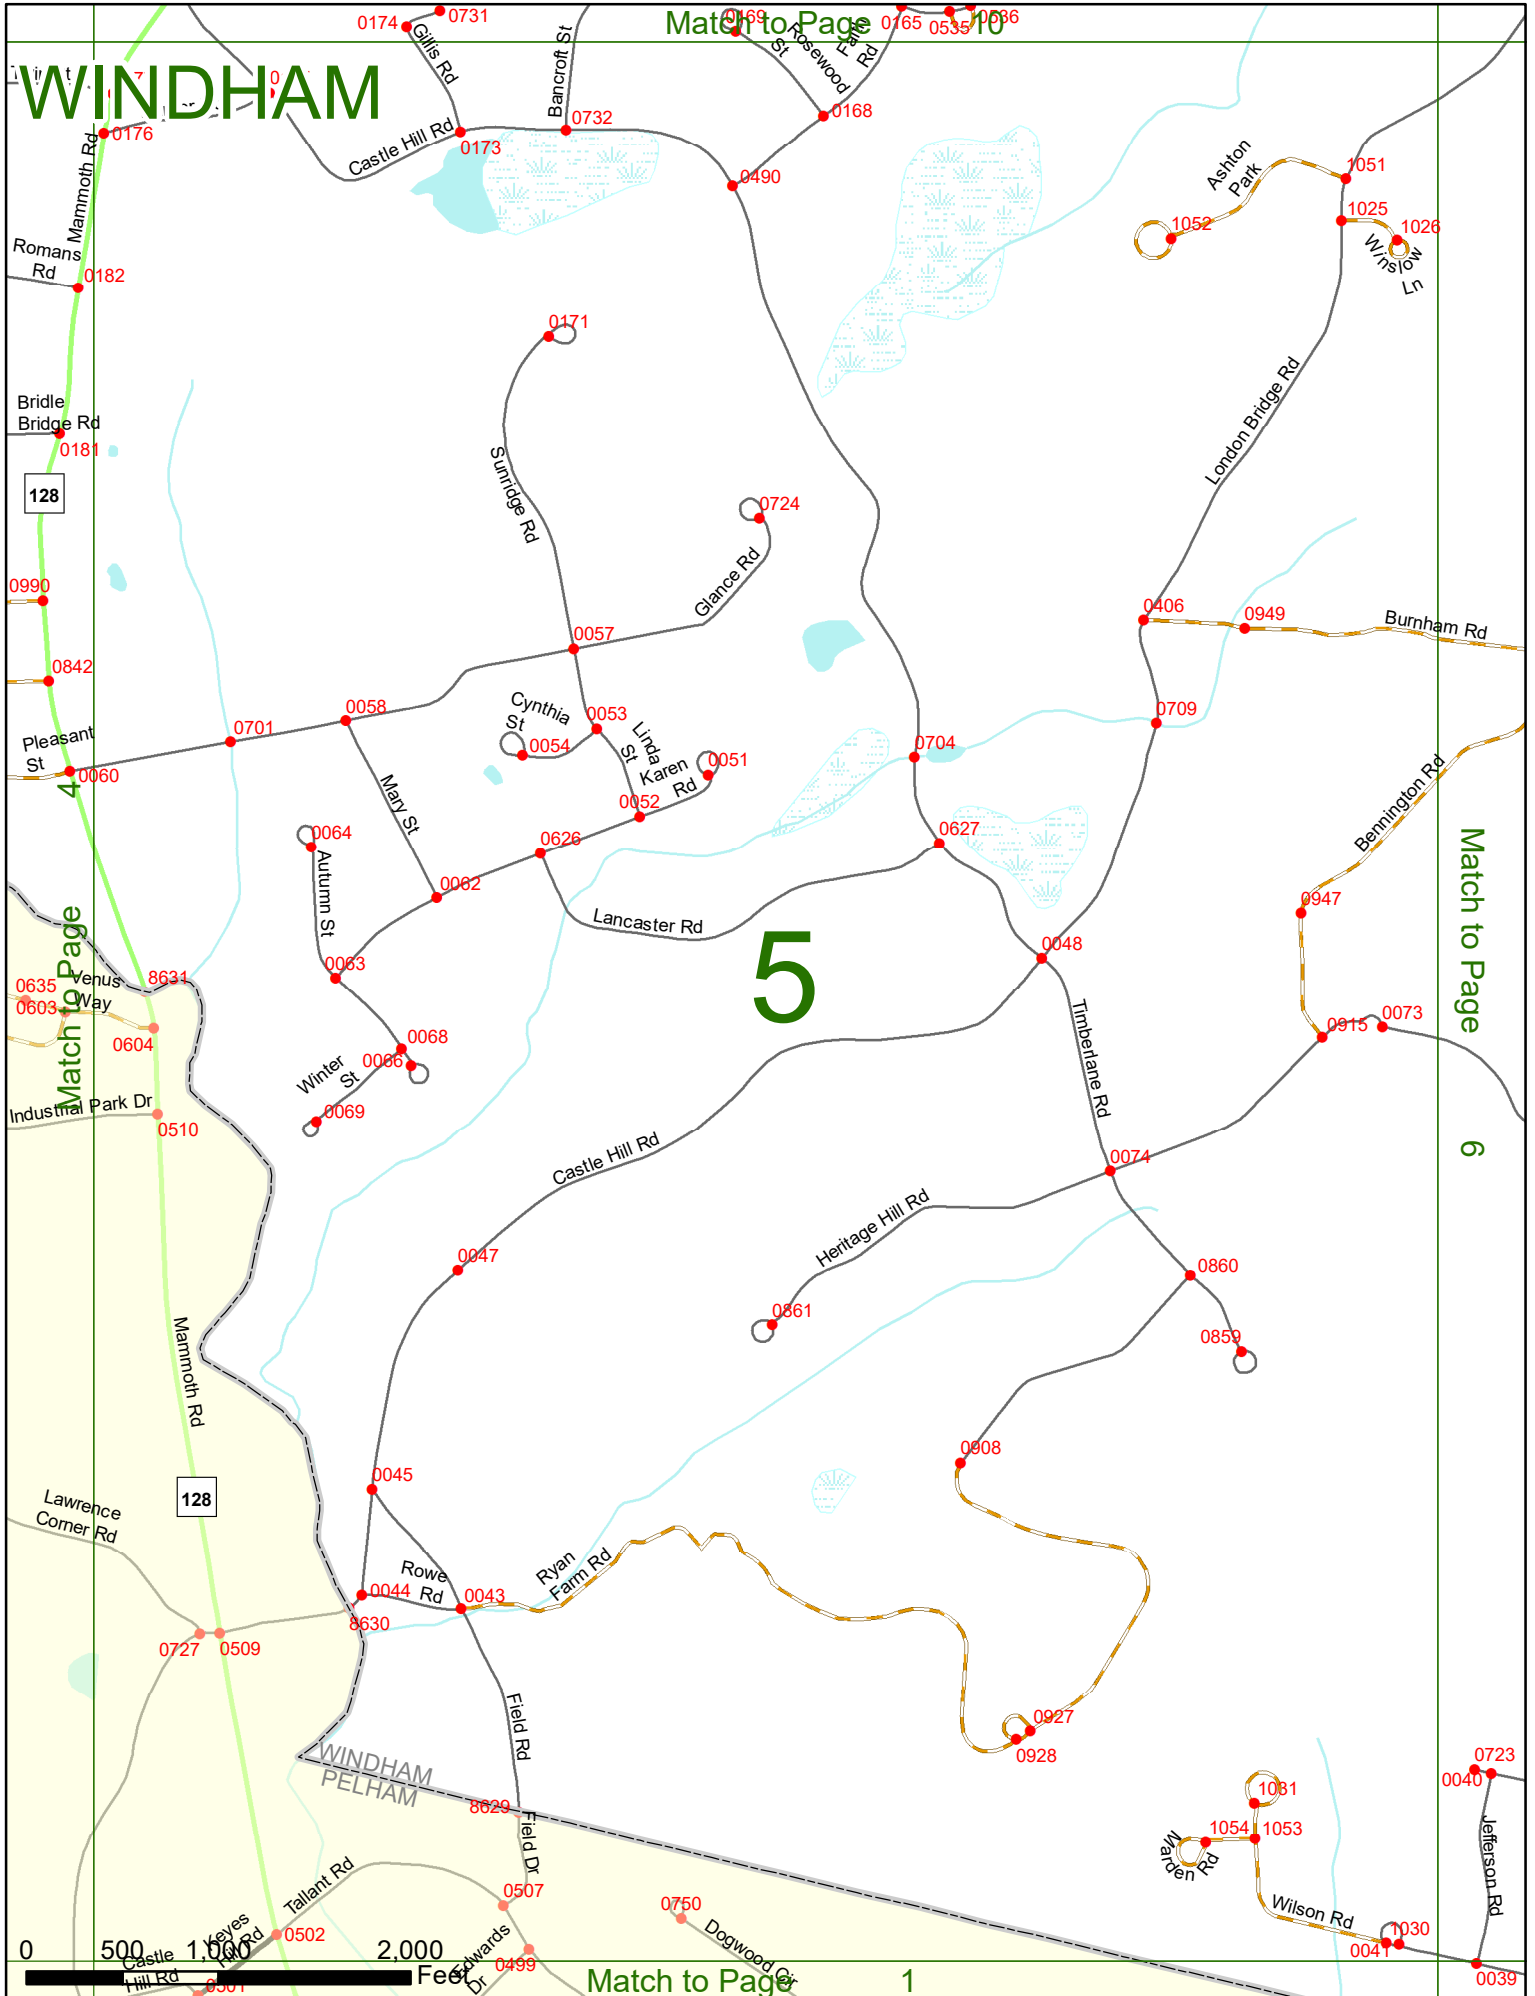 Match to Page 10
WINDHAM
0174
0731
Gillis Rd
Bancroft St
0169
Rosewood
St
Farm
Rd
0165
0535
0536
0176
Mammoth Rd
Castle Hill Rd
0173
0732
0168
0490
Ashton
Park
1051
1052
1025
1026
Winslow
Ln
Romans
Rd
0182
0171
Bridle
Bridge Rd
0181
128
Sunridge Rd
London Bridge Rd
0724
Glance Rd
0990
0057
0406
0949
Burnham Rd
0842
0058
Cynthia
St
0053
0054
Linda
St
Karen
Rd
0051
0709
0701
0704
Pleasant
St
0060
4
Match to Page
Mary St
0052
Bennington Rd
0064
Autumn St
0626
0627
0062
Lancaster Rd
0947
5
0048
Match to Page
6
0063
8631
0635
0603
Venus
Way
0604
0068
0066
Winter
St
0069
0915
0073
Timberlane Rd
Industrial Park Dr
0510
Castle Hill Rd
0074
Heritage Hill Rd
0047
0860
0861
0859
Mammoth Rd
0908
0045
128
Lawrence
Corner Rd
Rowe
Rd
Ryan
Farm Rd
0044
0043
8630
0727
0509
Field Rd
0927
0928
WINDHAM
PELHAM
8629
Field Dr
0723
0040
1031
1054
1053
Marden Rd
Jefferson Rd
Tallant Rd
0507
0750
Wilson Rd
1030
0041
Keyes
Hill Rd
0502
Edwards
Dr
0499
Dogwood Cir
0 500 1,000 2,000
Feet
Castle
Hill Rd
0501
0039
Match to Page 1